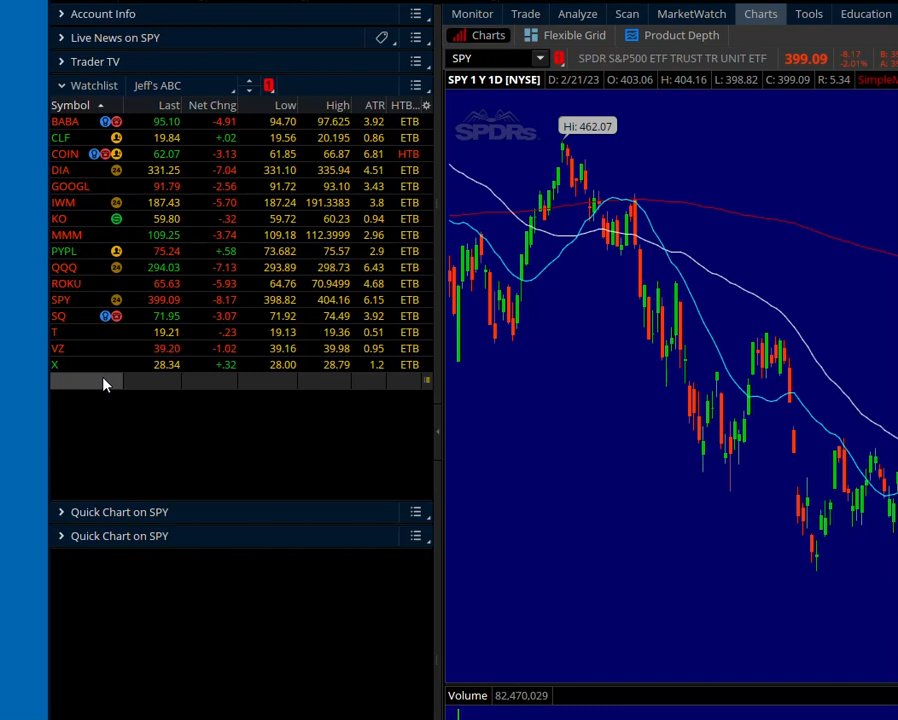 Account Info
Live News on SPY
Trader TV
Watchlist Jeff's ABC 1
Symbol Last Net Chng Low High ATR HTB...
BABA 95.10 -4.91 94.70 97.625 3.92 ETB
CLF 19.84 +.02 19.56 20.195 0.86 ETB
COIN 62.07 -3.13 61.85 66.87 6.81 HTB
DIA 24 331.25 -7.04 331.10 335.94 4.51 ETB
GOOGL 91.79 -2.56 91.72 93.10 3.43 ETB
IWM 24 187.43 -5.70 187.24 191.3383 3.8 ETB
KO 59.80 -.32 59.72 60.23 0.94 ETB
MMM 109.25 -3.74 109.18 112.3999 2.96 ETB
PYPL 75.24 +.58 73.682 75.57 2.9 ETB
QQQ 24 294.03 -7.13 293.89 298.73 6.43 ETB
ROKU 65.63 -5.93 64.76 70.9499 4.68 ETB
SPY 24 399.09 -8.17 398.82 404.16 6.15 ETB
SQ 71.95 -3.07 71.92 74.49 3.92 ETB
T 19.21 -.23 19.13 19.36 0.51 ETB
VZ 39.20 -1.02 39.16 39.98 0.95 ETB
X 28.34 +.32 28.00 28.79 1.2 ETB
Quick Chart on SPY
Quick Chart on SPY
Monitor Trade Analyze Scan MarketWatch Charts Tools Education
Charts Flexible Grid Product Depth
SPY 1 SPDR S&P500 ETF TRUST TR UNIT ETF 399.09 -8.17 B: 3
-2.01% A: 3
SPY 1 Y 1D [NYSE] D: 2/21/23 O: 403.06 H: 404.16 L: 398.82 C: 399.09 R: 5.34 SimpleM
SPDRs
Hi: 462.07
Volume 82,470,029